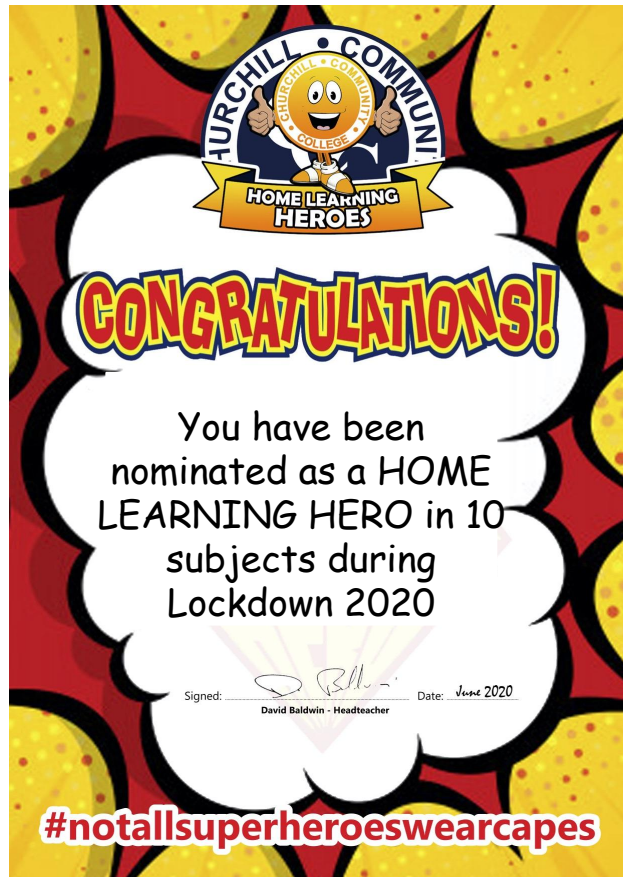 CHURCHILL • COMMUNI
CHURCHILL • COMMUNITY
• COLLEGE •
HOME LEARNING
HEROES
CONGRATULATIONS!
You have been
nominated as a HOME
LEARNING HERO in 10
subjects during
Lockdown 2020
Signed: D. Baldwin Date: June 2020
David Baldwin - Headteacher
#notallsuperheroeswearcapes